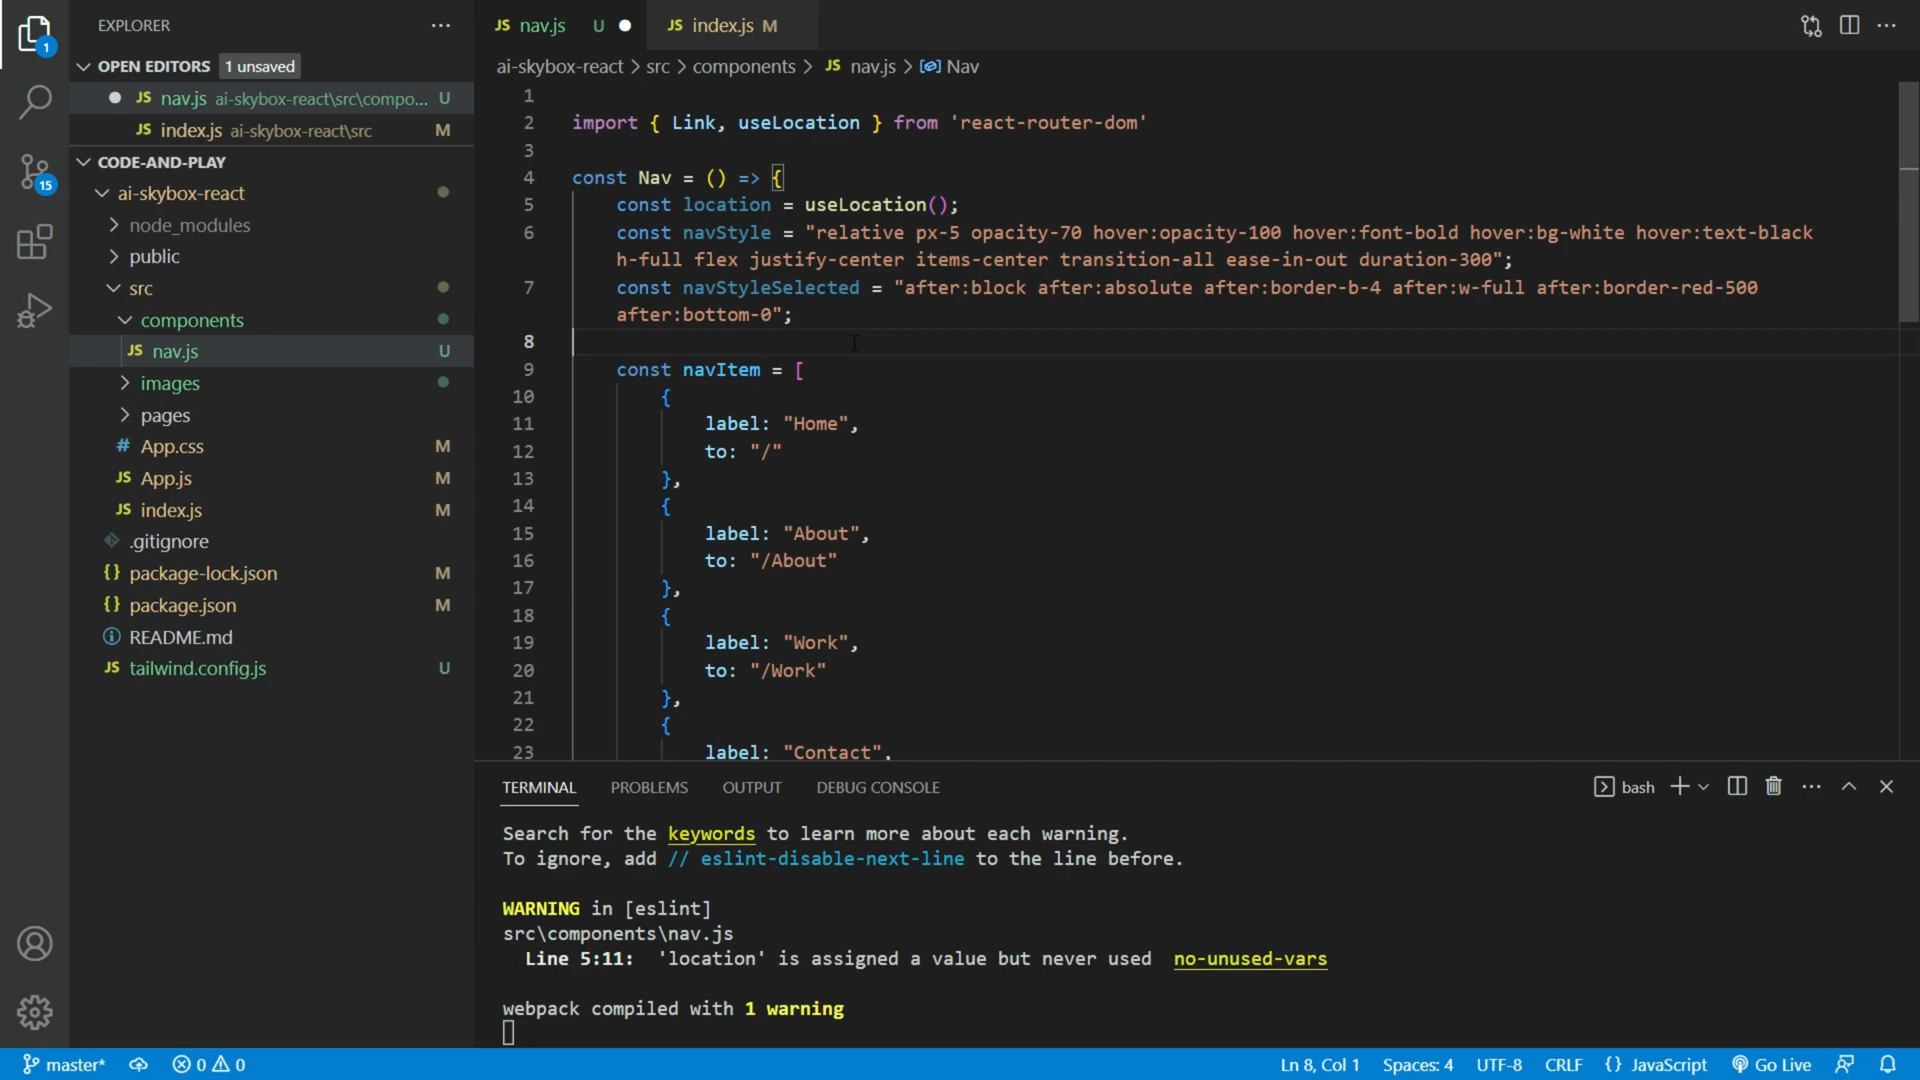 EXPLORER
OPEN EDITORS 1 unsaved
JS nav.js ai-skybox-react\src\compo... U
JS index.js ai-skybox-react\src M
CODE-AND-PLAY
ai-skybox-react
node_modules
public
src
components
JS nav.js U
images
pages
# App.css M
JS App.js M
JS index.js M
.gitignore
{} package-lock.json M
{} package.json M
README.md
JS tailwind.config.js U
1
15
JS nav.js U
JS index.js M
ai-skybox-react > src > components > JS nav.js > Nav
1
2 import { Link, useLocation } from 'react-router-dom'
3
4 const Nav = () => {
5 const location = useLocation();
6 const navStyle = "relative px-5 opacity-70 hover:opacity-100 hover:font-bold hover:bg-white hover:text-black
h-full flex justify-center items-center transition-all ease-in-out duration-300";
7 const navStyleSelected = "after:block after:absolute after:border-b-4 after:w-full after:border-red-500
after:bottom-0";
8
9 const navItem = [
10 {
11 label: "Home",
12 to: "/"
13 },
14 {
15 label: "About",
16 to: "/About"
17 },
18 {
19 label: "Work",
20 to: "/Work"
21 },
22 {
23 label: "Contact",
TERMINAL PROBLEMS OUTPUT DEBUG CONSOLE
bash
Search for the keywords to learn more about each warning.
To ignore, add // eslint-disable-next-line to the line before.
WARNING in [eslint]
src\components\nav.js
Line 5:11: 'location' is assigned a value but never used no-unused-vars
webpack compiled with 1 warning
master* 0 0
Ln 8, Col 1 Spaces: 4 UTF-8 CRLF {} JavaScript Go Live